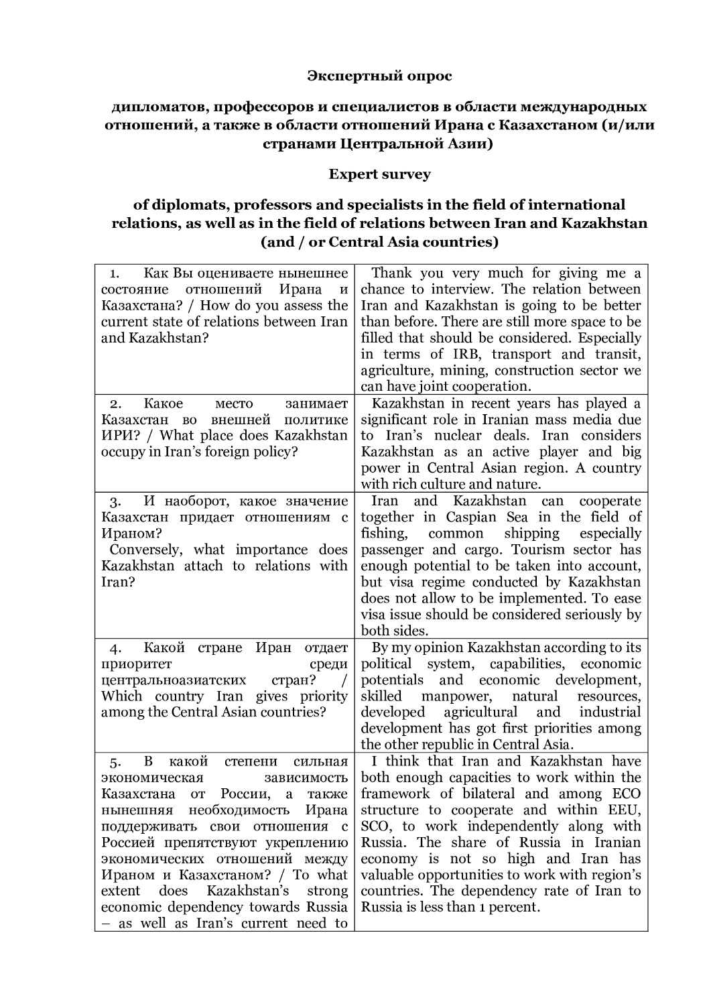 Экспертный опрос
дипломатов, профессоров и специалистов в области международных
отношений, а также в области отношений Ирана с Казахстаном (и/или
странами Центральной Азии)
Expert survey
of diplomats, professors and specialists in the field of international
relations, as well as in the field of relations between Iran and Kazakhstan
(and / or Central Asia countries)
1. Как Вы оцениваете нынешнее
состояние отношений Ирана и
Казахстана? / How do you assess the
current state of relations between Iran
and Kazakhstan?
Thank you very much for giving me a
chance to interview. The relation between
Iran and Kazakhstan is going to be better
than before. There are still more space to be
filled that should be considered. Especially
in terms of IRB, transport and transit,
agriculture, mining, construction sector we
can have joint cooperation.
2. Какое место занимает
Казахстан во внешней политике
ИРИ? / What place does Kazakhstan
occupy in Iran’s foreign policy?
Kazakhstan in recent years has played a
significant role in Iranian mass media due
to Iran’s nuclear deals. Iran considers
Kazakhstan as an active player and big
power in Central Asian region. A country
with rich culture and nature.
3. И наоборот, какое значение
Казахстан придает отношениям с
Ираном?
Conversely, what importance does
Kazakhstan attach to relations with
Iran?
Iran and Kazakhstan can cooperate
together in Caspian Sea in the field of
fishing, common shipping especially
passenger and cargo. Tourism sector has
enough potential to be taken into account,
but visa regime conducted by Kazakhstan
does not allow to be implemented. To ease
visa issue should be considered seriously by
both sides.
4. Какой стране Иран отдает
приоритет среди
центральноазиатских стран? /
Which country Iran gives priority
among the Central Asian countries?
By my opinion Kazakhstan according to its
political system, capabilities, economic
potentials and economic development,
skilled manpower, natural resources,
developed agricultural and industrial
development has got first priorities among
the other republic in Central Asia.
5. В какой степени сильная
экономическая зависимость
Казахстана от России, а также
нынешняя необходимость Ирана
поддерживать свои отношения с
Россией препятствуют укреплению
экономических отношений между
Ираном и Казахстаном? / To what
extent does Kazakhstan’s strong
economic dependency towards Russia
– as well as Iran’s current need to
I think that Iran and Kazakhstan have
both enough capacities to work within the
framework of bilateral and among ECO
structure to cooperate and within EEU,
SCO, to work independently along with
Russia. The share of Russia in Iranian
economy is not so high and Iran has
valuable opportunities to work with region’s
countries. The dependency rate of Iran to
Russia is less than 1 percent.